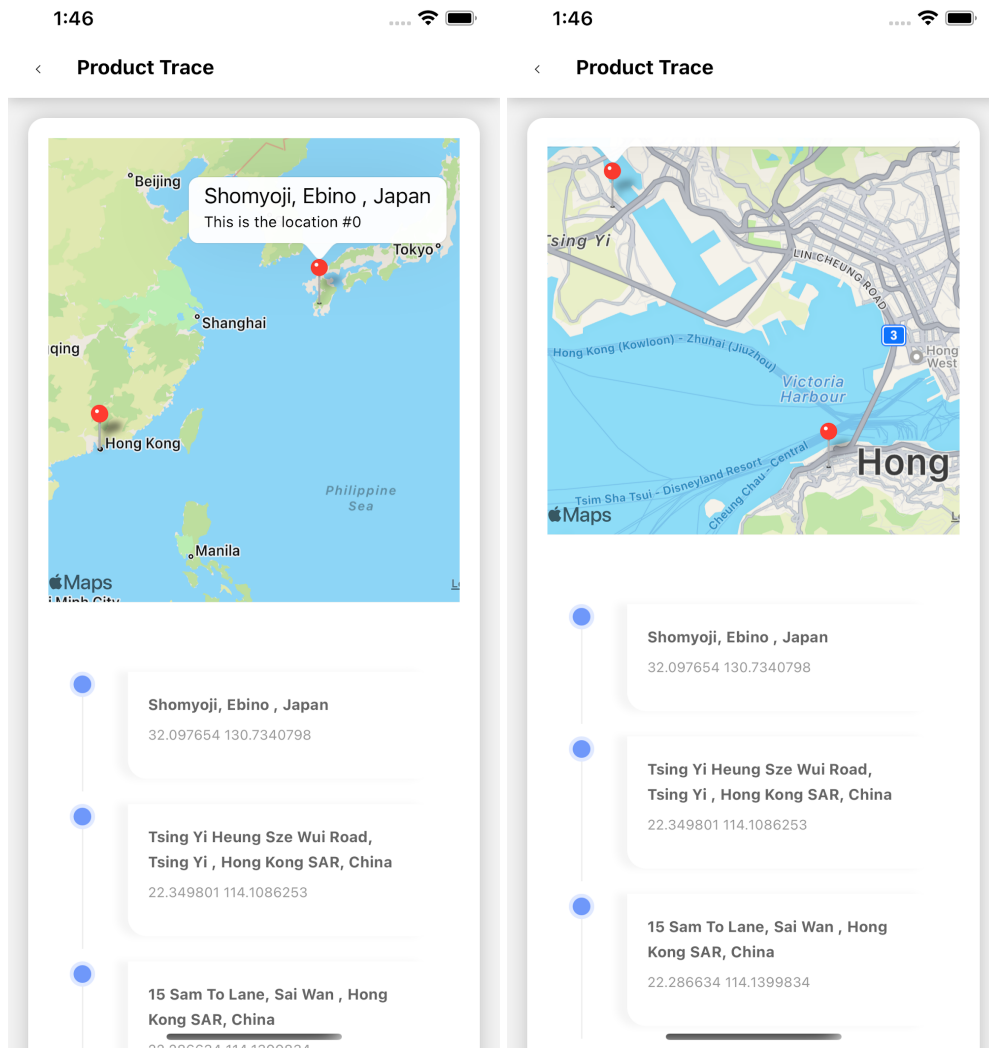 1:46
Product Trace
Beijing
Shomyoji, Ebino , Japan
This is the location #0
Tokyo
Shanghai
qing
Hong Kong
Philippine
Sea
Manila
Maps
i Minh City
Shomyoji, Ebino , Japan
32.097654 130.7340798
Tsing Yi Heung Sze Wui Road,
Tsing Yi , Hong Kong SAR, China
22.349801 114.1086253
15 Sam To Lane, Sai Wan , Hong
Kong SAR, China
22.286634 114.1399834
1:46
Product Trace
Tsing Yi
LIN CHEUNG ROAD
3
Hong Kong (Kowloon) - Zhuhai (Jiuzhou)
Hong
West
Victoria
Harbour
Hong
Tsim Sha Tsui - Disneyland Resort
Cheung Chau - Central
Maps
Shomyoji, Ebino , Japan
32.097654 130.7340798
Tsing Yi Heung Sze Wui Road,
Tsing Yi , Hong Kong SAR, China
22.349801 114.1086253
15 Sam To Lane, Sai Wan , Hong
Kong SAR, China
22.286634 114.1399834